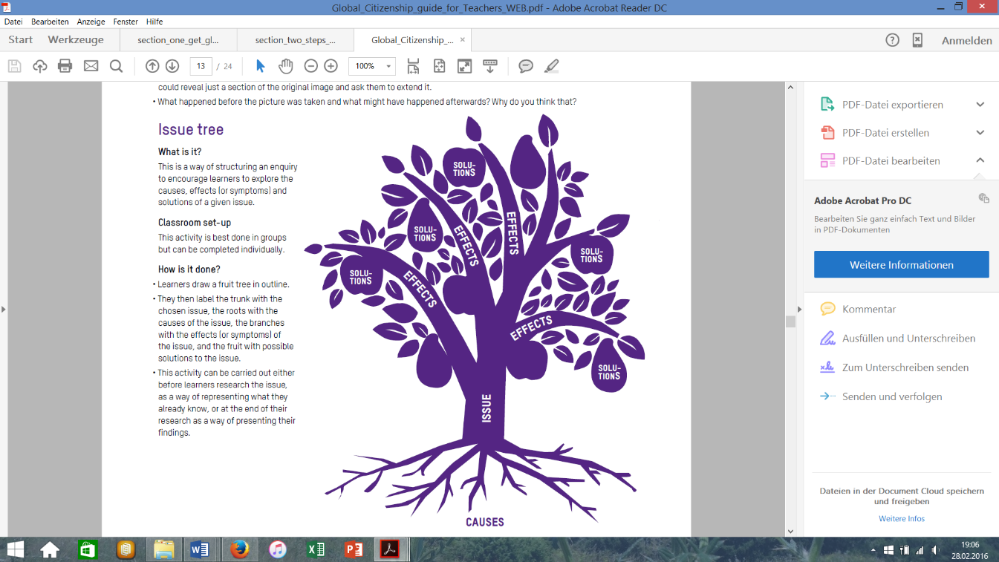 Global_Citizenship_guide_for_Teachers_WEB.pdf - Adobe Acrobat Reader DC
Datei Bearbeiten Anzeige Fenster Hilfe
Start Werkzeuge section_one_get_gl... section_two_steps_... Global_Citizenship_... × Anmelden
13 / 24 100%
could reveal just a section of the original image and ask them to extend it.
• What happened before the picture was taken and what might have happened afterwards? Why do you think that?
Issue tree
What is it?
This is a way of structuring an enquiry
to encourage learners to explore the
causes, effects (or symptoms) and
solutions of a given issue.
Classroom set-up
This activity is best done in groups
but can be completed individually.
How is it done?
• Learners draw a fruit tree in outline.
• They then label the trunk with the
chosen issue, the roots with the
causes of the issue, the branches
with the effects (or symptoms) of
the issue, and the fruit with possible
solutions to the issue.
• This activity can be carried out either
before learners research the issue,
as a way of representing what they
already know, or at the end of their
research as a way of presenting their
findings.
SOLU-
TIONS
SOLU-
TIONS
SOLU-
TIONS
SOLU-
TIONS
SOLU-
TIONS
EFFECTS
EFFECTS
EFFECTS
EFFECTS
ISSUE
CAUSES
PDF-Datei exportieren
PDF-Datei erstellen
PDF-Datei bearbeiten
Adobe Acrobat Pro DC
Bearbeiten Sie ganz einfach Text und Bilder
in PDF-Dokumenten
Weitere Informationen
Kommentar
Ausfüllen und Unterschreiben
Zum Unterschreiben senden
Senden und verfolgen
Dateien in der Document Cloud speichern
und freigeben
Weitere Infos
19:06
28.02.2016